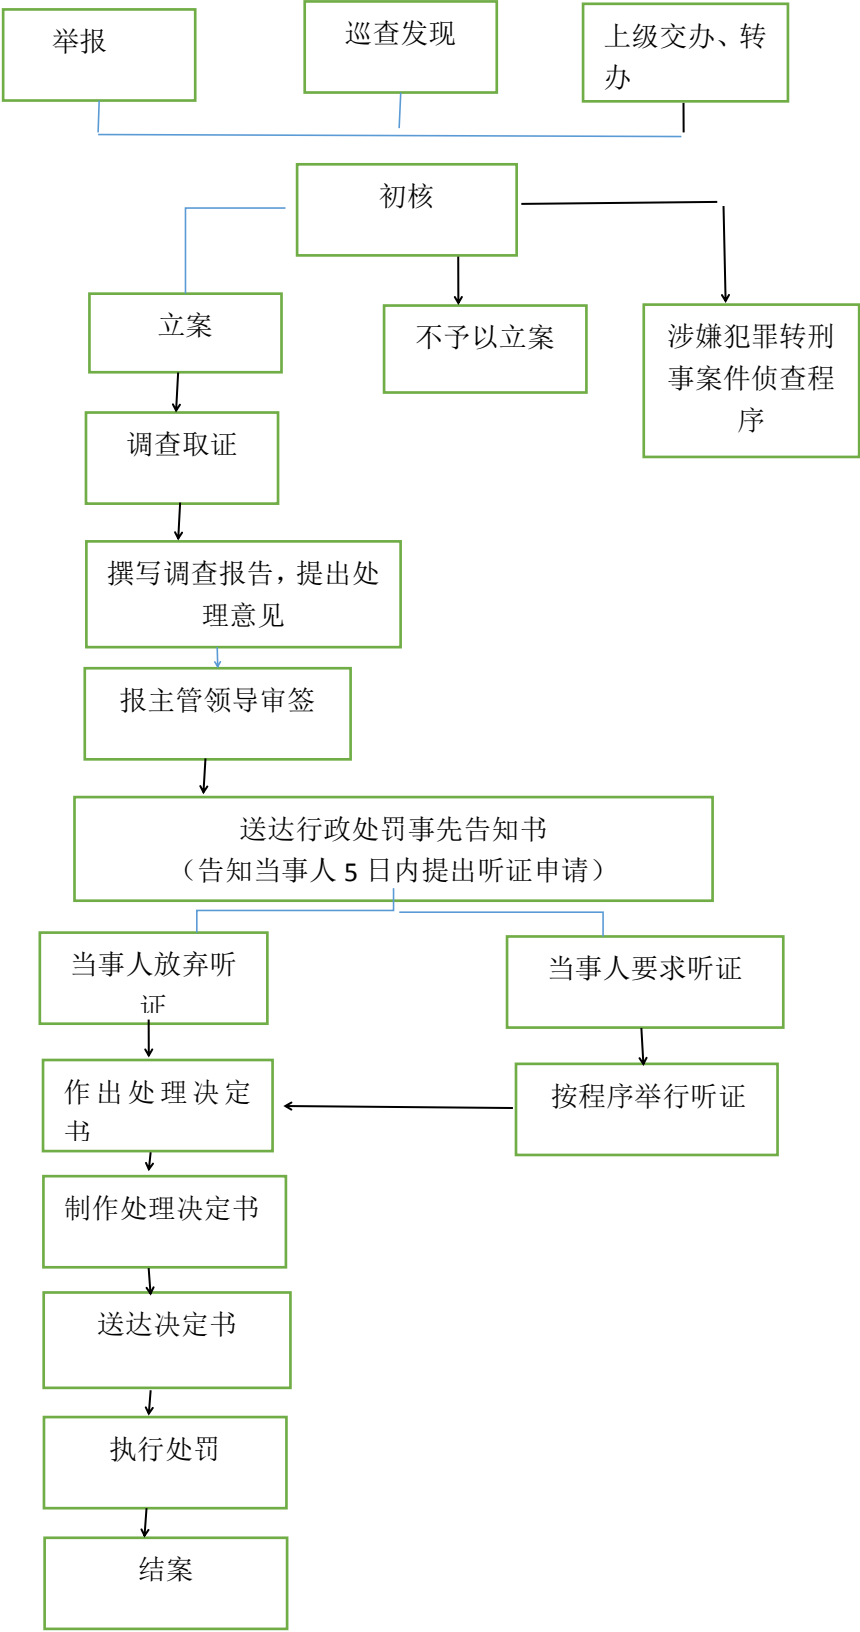 举报
巡查发现
上级交办、转
办
初核
立案
不予以立案
涉嫌犯罪转刑
事案件侦查程
序
调查取证
撰写调查报告，提出处
理意见
报主管领导审签
送达行政处罚事先告知书
（告知当事人 5 日内提出听证申请）
当事人放弃听
证
当事人要求听证
作出处理决定
书
按程序举行听证
制作处理决定书
送达决定书
执行处罚
结案